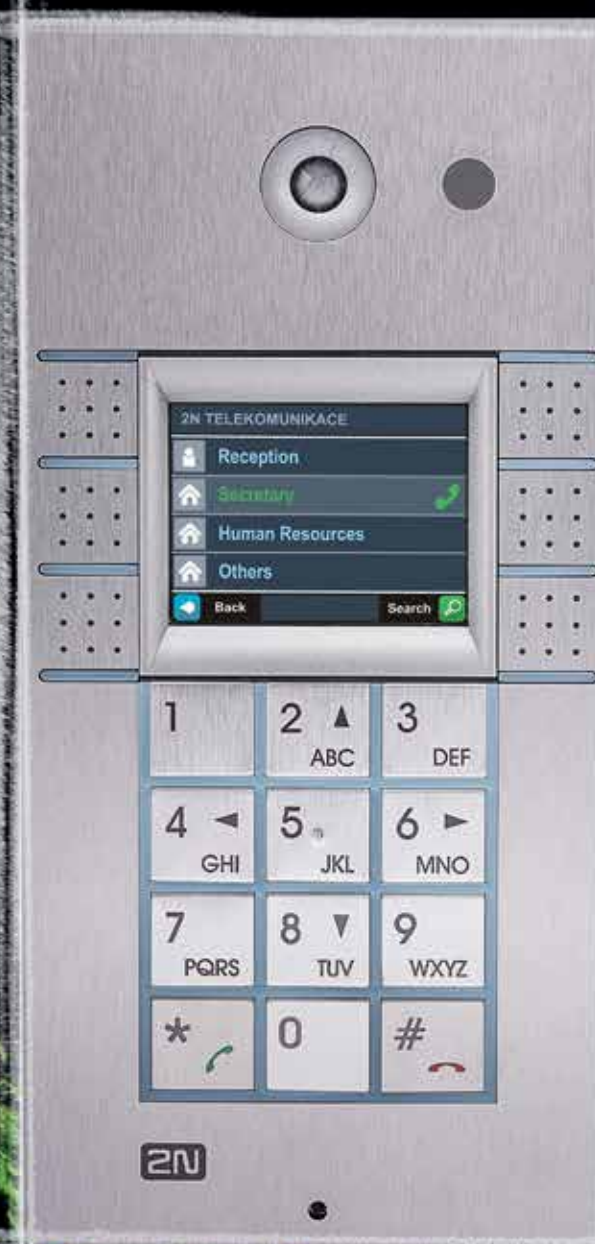 2N TELEKOMUNIKACE
Reception
Secretary
Human Resources
Others
Back Search
1 2 3
ABC DEF
4 5 6
GHI JKL MNO
7 8 9
PQRS TUV WXYZ
* 0 #
2N